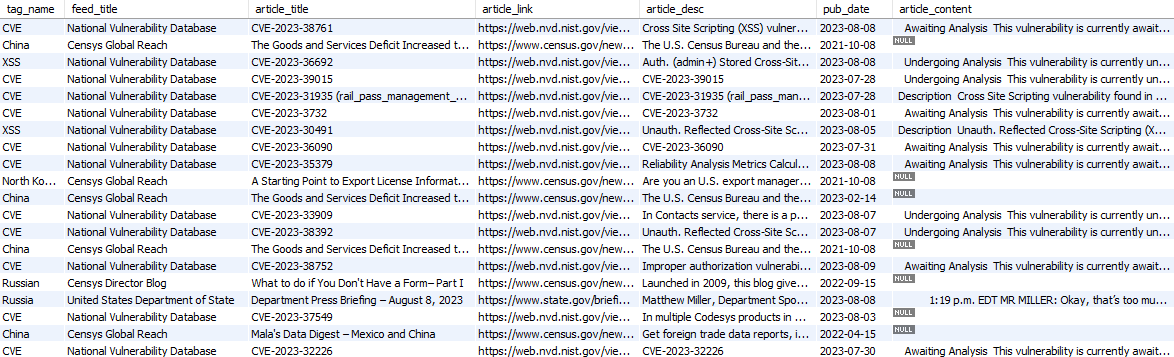 tag_name feed_title article_title article_link article_desc pub_date article_content
CVE National Vulnerability Database CVE-2023-38761 https://web.nvd.nist.gov/vie... Cross Site Scripting (XSS) vulner... 2023-08-08 Awaiting Analysis This vulnerability is currently await...
China Censys Global Reach The Goods and Services Deficit Increased t... https://www.census.gov/new... The U.S. Census Bureau and the... 2021-10-08 NULL
XSS National Vulnerability Database CVE-2023-36692 https://web.nvd.nist.gov/vie... Auth. (admin+) Stored Cross-Sit... 2023-08-08 Undergoing Analysis This vulnerability is currently un...
CVE National Vulnerability Database CVE-2023-39015 https://web.nvd.nist.gov/vie... CVE-2023-39015 2023-07-28 Undergoing Analysis This vulnerability is currently un...
CVE National Vulnerability Database CVE-2023-31935 (rail_pass_management_... https://web.nvd.nist.gov/vie... CVE-2023-31935 (rail_pass_man... 2023-07-28 Description Cross Site Scripting vulnerability found in ...
CVE National Vulnerability Database CVE-2023-3732 https://web.nvd.nist.gov/vie... CVE-2023-3732 2023-08-01 Awaiting Analysis This vulnerability is currently await...
XSS National Vulnerability Database CVE-2023-30491 https://web.nvd.nist.gov/vie... Unauth. Reflected Cross-Site Sc... 2023-08-05 Description Unauth. Reflected Cross-Site Scripting (X...
CVE National Vulnerability Database CVE-2023-36090 https://web.nvd.nist.gov/vie... CVE-2023-36090 2023-07-31 Awaiting Analysis This vulnerability is currently await...
CVE National Vulnerability Database CVE-2023-35379 https://web.nvd.nist.gov/vie... Reliability Analysis Metrics Calcul... 2023-08-08 Awaiting Analysis This vulnerability is currently await...
North Ko... Censys Global Reach A Starting Point to Export License Informat... https://www.census.gov/new... Are you an U.S. export manager... 2021-10-08 NULL
China Censys Global Reach The Goods and Services Deficit Increased t... https://www.census.gov/new... The U.S. Census Bureau and the... 2023-02-14 NULL
CVE National Vulnerability Database CVE-2023-33909 https://web.nvd.nist.gov/vie... In Contacts service, there is a p... 2023-08-07 Undergoing Analysis This vulnerability is currently un...
CVE National Vulnerability Database CVE-2023-38392 https://web.nvd.nist.gov/vie... Unauth. Reflected Cross-Site Sc... 2023-08-07 Undergoing Analysis This vulnerability is currently un...
China Censys Global Reach The Goods and Services Deficit Increased t... https://www.census.gov/new... The U.S. Census Bureau and the... 2021-10-08 NULL
CVE National Vulnerability Database CVE-2023-38752 https://web.nvd.nist.gov/vie... Improper authorization vulnerabi... 2023-08-09 Awaiting Analysis This vulnerability is currently await...
Russian Censys Director Blog What to do if You Don't Have a Form– Part I https://www.census.gov/new... Launched in 2009, this blog give... 2022-09-15 NULL
Russia United States Department of State Department Press Briefing – August 8, 2023 https://www.state.gov/briefi... Matthew Miller, Department Spo... 2023-08-08 1:19 p.m. EDT MR MILLER: Okay, that's too mu...
CVE National Vulnerability Database CVE-2023-37549 https://web.nvd.nist.gov/vie... In multiple Codesys products in ... 2023-08-03 NULL
China Censys Global Reach Mala's Data Digest – Mexico and China https://www.census.gov/new... Get foreign trade data reports, i... 2022-04-15 NULL
CVE National Vulnerability Database CVE-2023-32226 https://web.nvd.nist.gov/vie... CVE-2023-32226 2023-07-30 Awaiting Analysis This vulnerability is currently await...